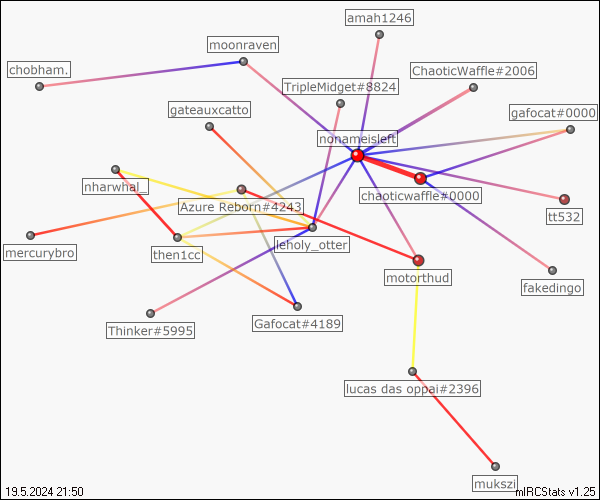 amah1246
moonraven
chobham.
ChaoticWaffle#2006
TripleMidget#8824
gateauxcatto
gafocat#0000
nonameisleft
nharwhal_
chaoticwaffle#0000
Azure Reborn#4243
tt532
leholy_otter
mercurybro
then1cc
motorthud
fakedingo
Thinker#5995
Gafocat#4189
lucas das oppai#2396
mukszi
19.5.2024 21:50
mIRCStats v1.25